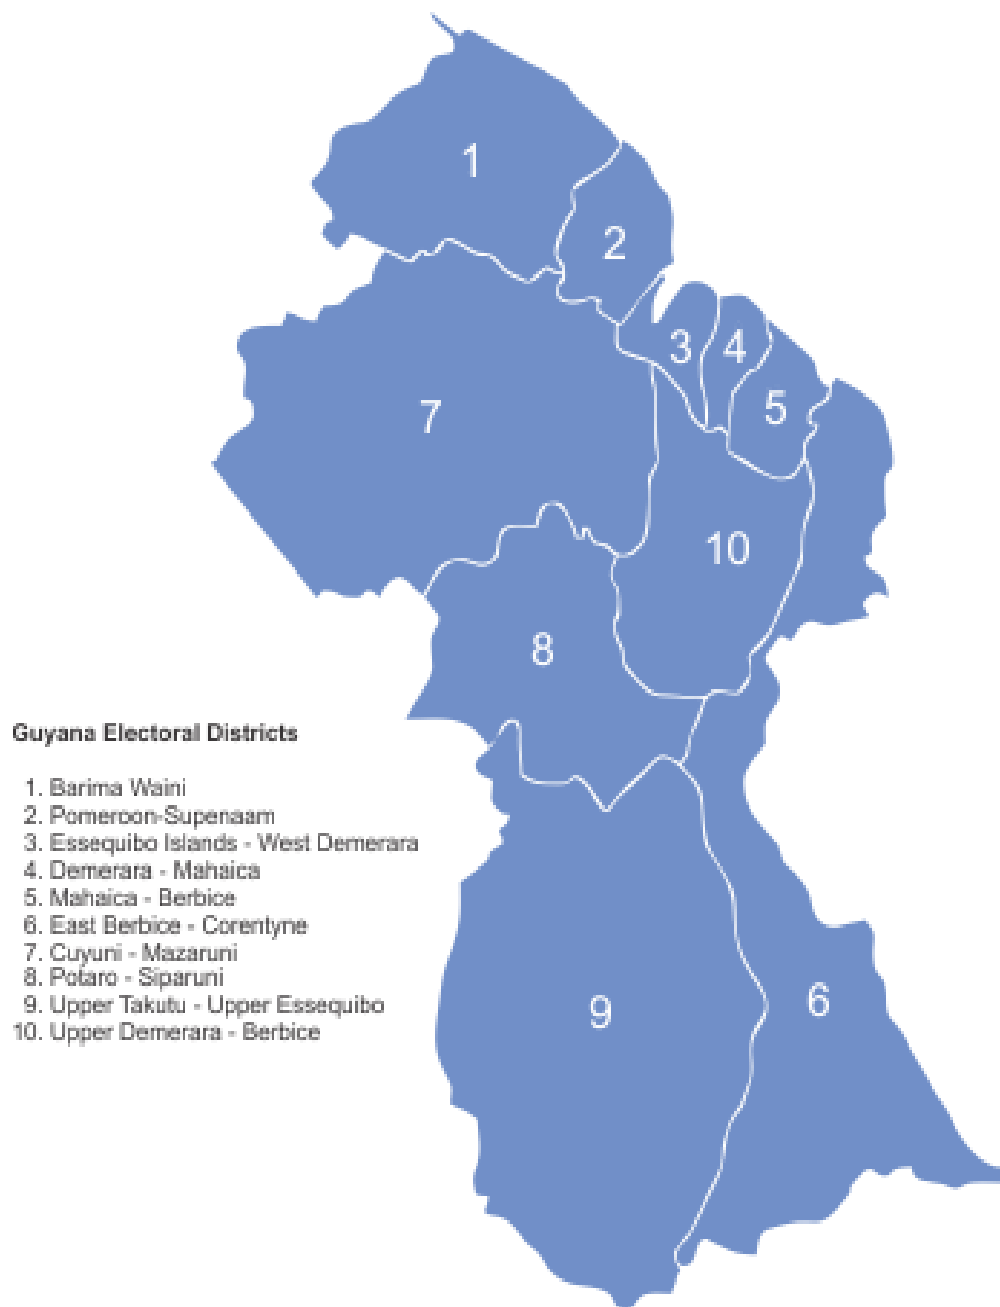 1
2
3
4
5
7
10
8
Guyana Electoral Districts
1. Barima Waini
2. Pomeroon-Supenaam
3. Essequibo Islands - West Demerara
4. Demerara - Mahaica
5. Mahaica - Berbice
6. East Berbice - Corentyne
7. Cuyuni - Mazaruni
8. Potaro - Siparuni
9. Upper Takutu - Upper Essequibo
10. Upper Demerara - Berbice
9
6